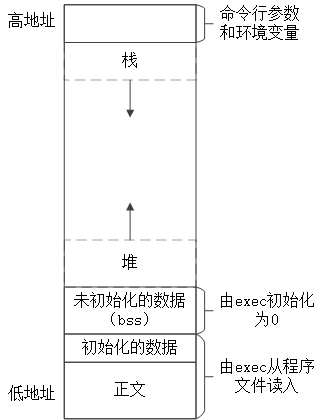 高地址
命令行参数
和环境变量
栈
堆
未初始化的数据
（bss）
由exec初始化
为0
初始化的数据
由exec从程序
文件读入
低地址
正文